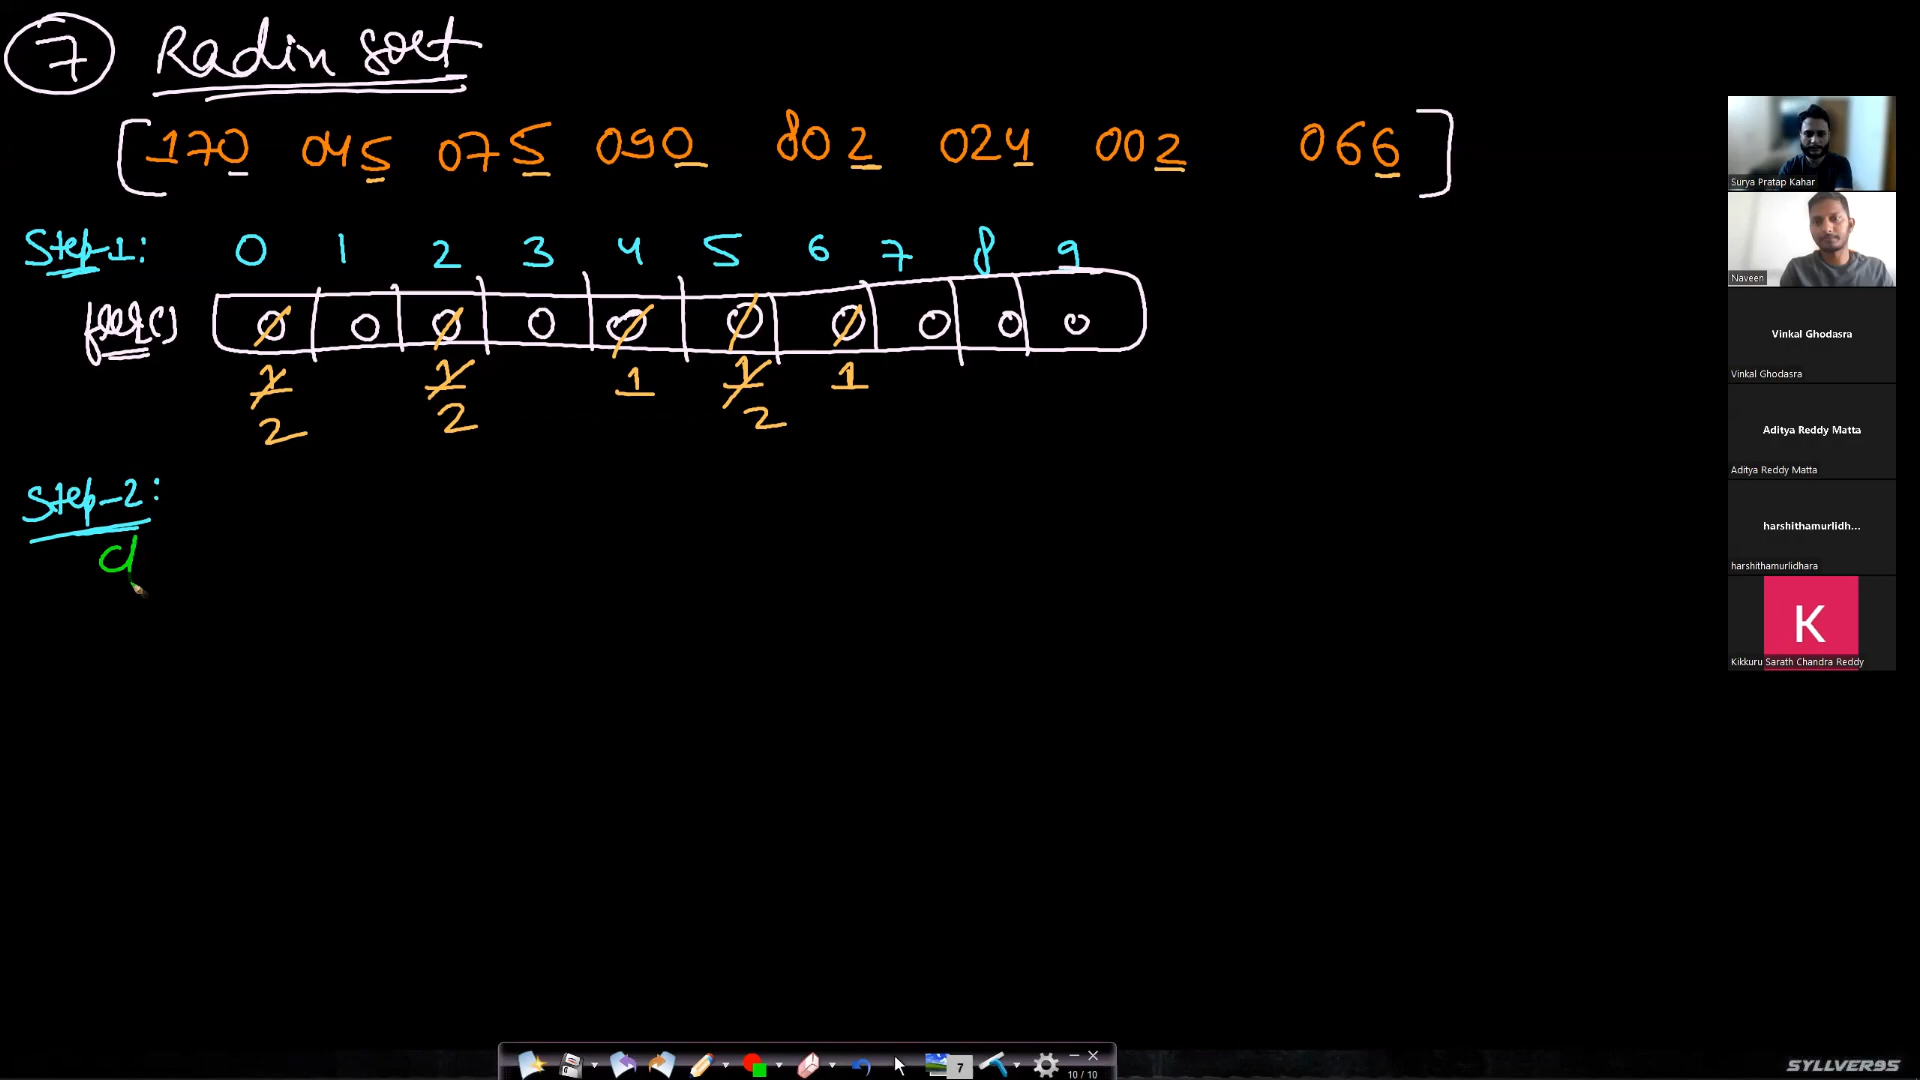 7 Radix sort
[170 045 075 090 802 024 002 066]
Step-1: 0 1 2 3 4 5 6 7 8 9
0 0 0 0 0 0 0 0 0 0
1 1 1 1 1
2 2 2
Step-2:
d
Surya Pratap Kahar
Naveen
Vinkal Ghodasra
Vinkal Ghodasra
Aditya Reddy Matta
Aditya Reddy Matta
harshithamurlidh...
harshithamurlidhara
K
Kikkuru Sarath Chandra Reddy
7
10 / 10
SYLLVER95